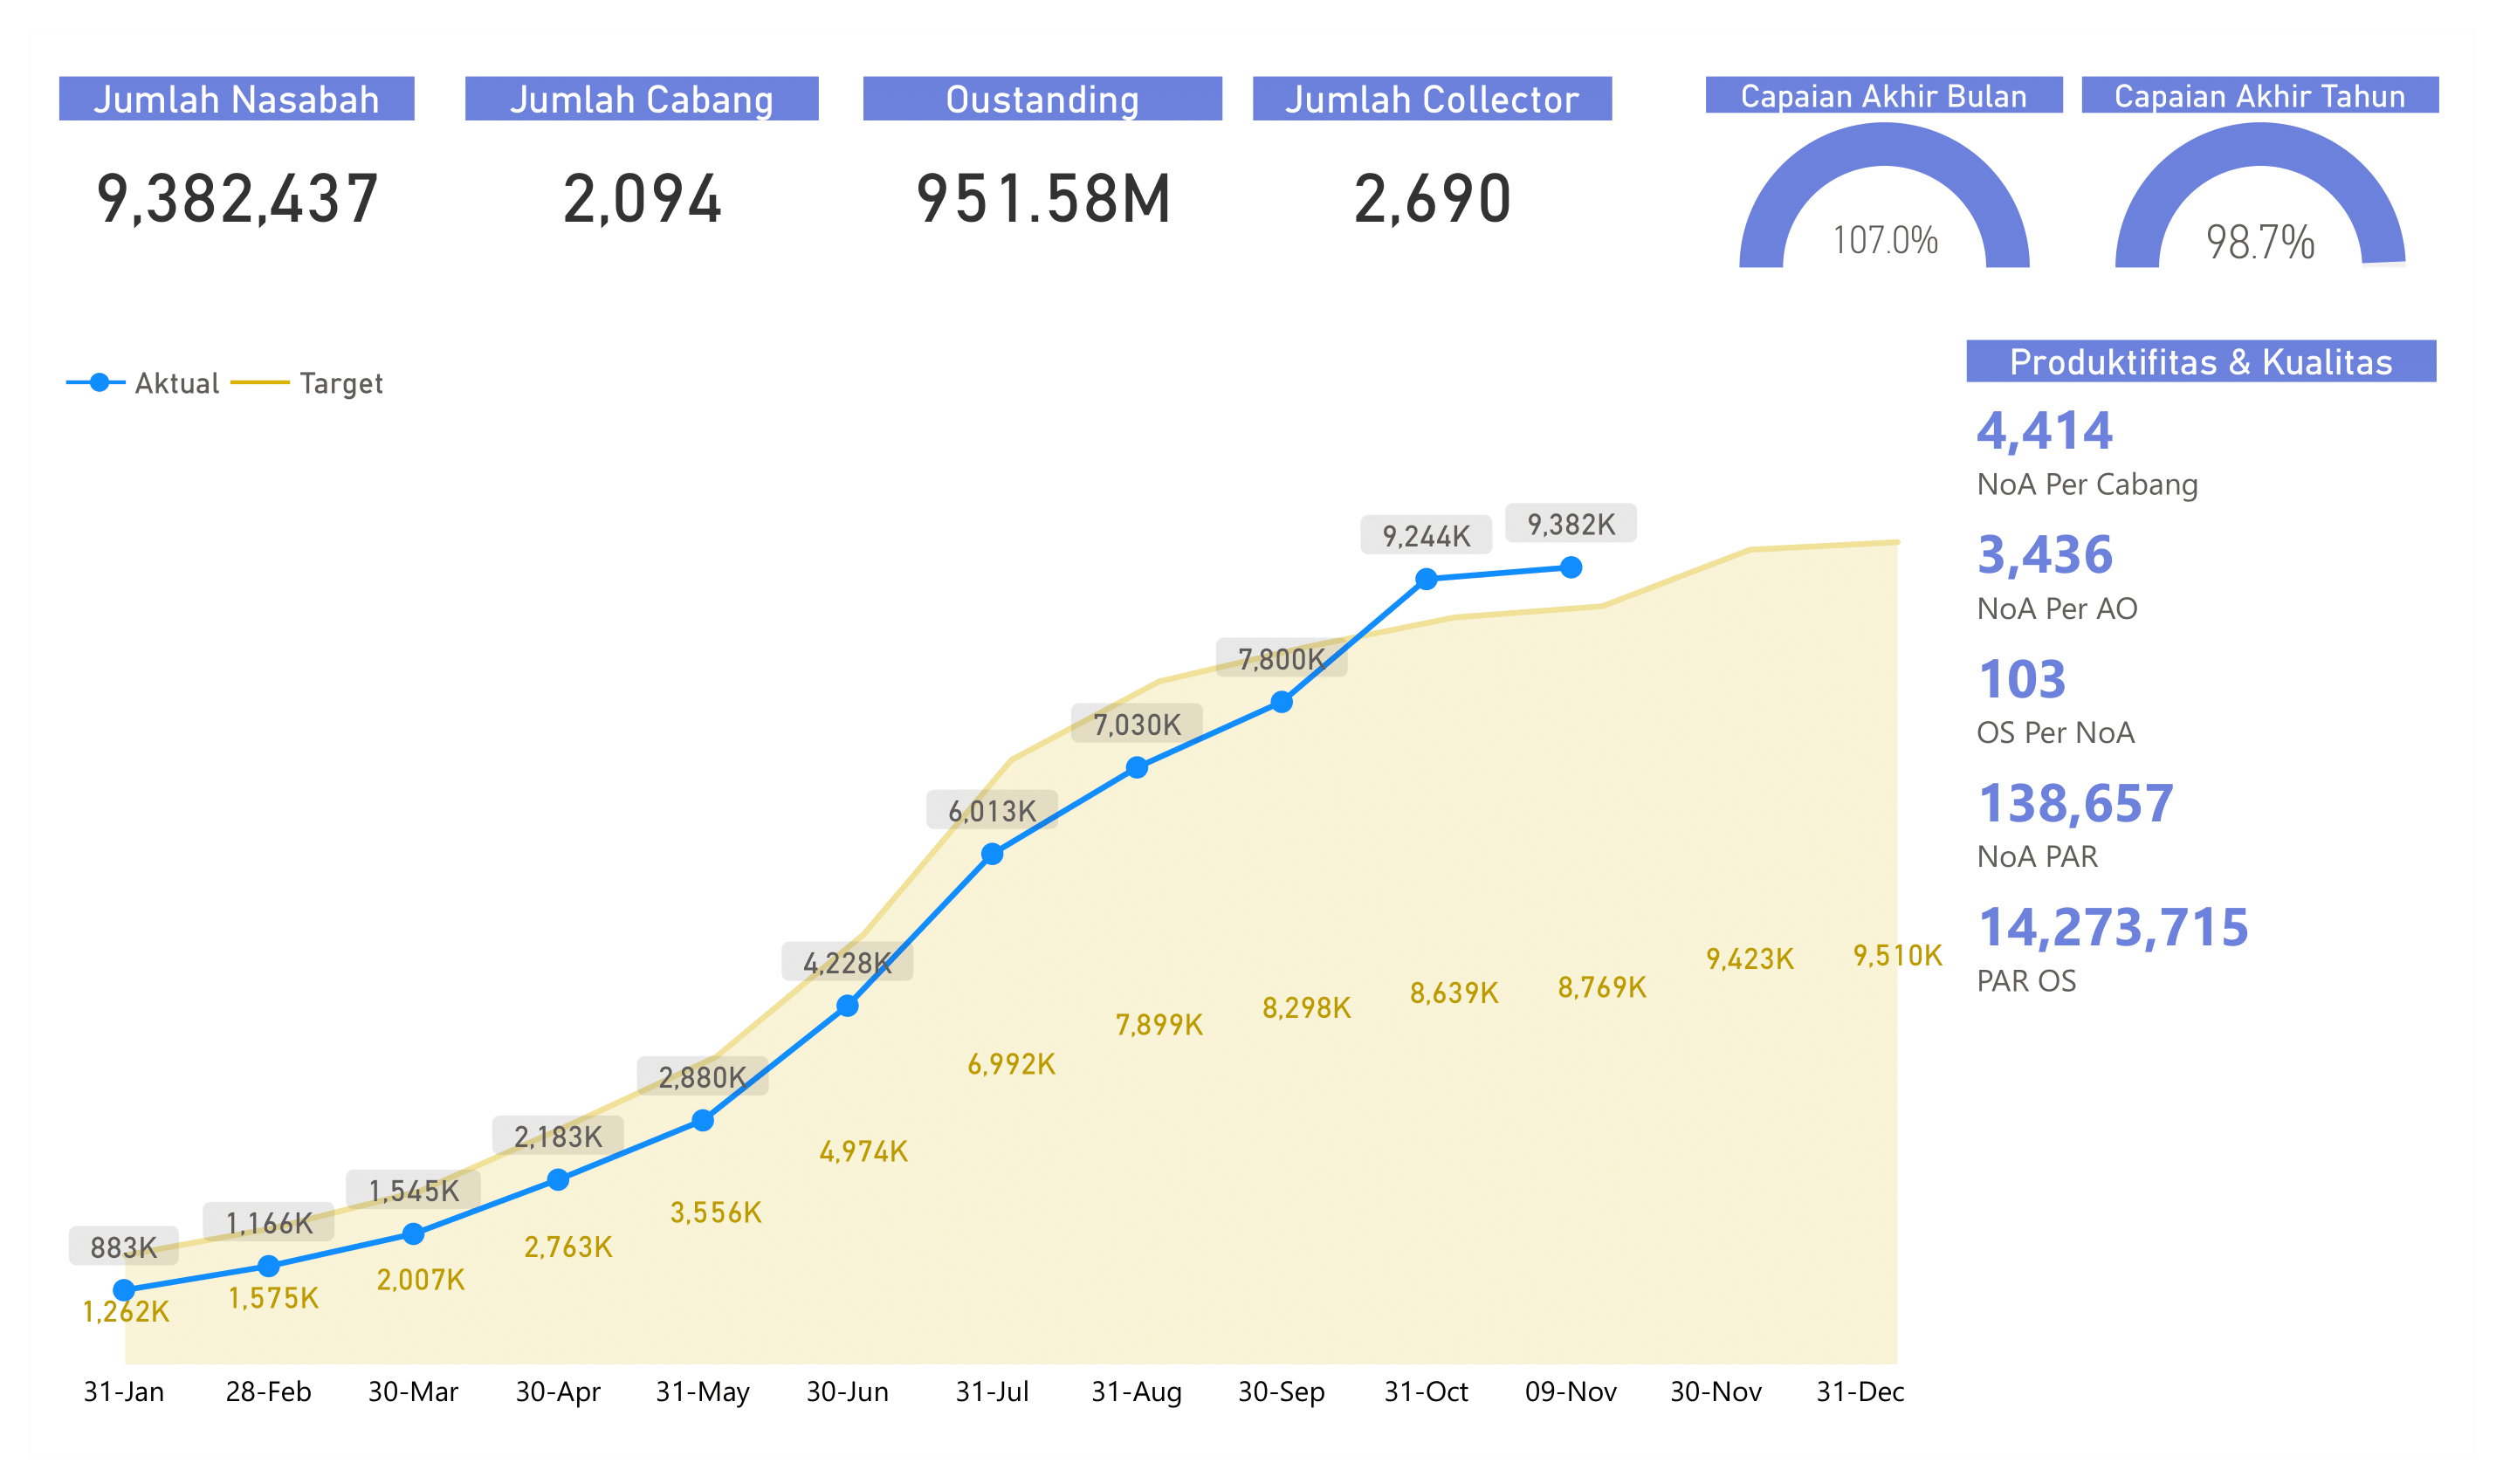 Jumlah Nasabah
9,382,437
Jumlah Cabang
2,094
Oustanding
951.58M
Jumlah Collector
2,690
Capaian Akhir Bulan
107.0%
Capaian Akhir Tahun
98.7%
Aktual
Target
883K
1,166K
1,545K
2,183K
2,880K
4,228K
6,013K
7,030K
7,800K
9,244K
9,382K
1,262K
1,575K
2,007K
2,763K
3,556K
4,974K
6,992K
7,899K
8,298K
8,639K
8,769K
9,423K
9,510K
31-Jan
28-Feb
30-Mar
30-Apr
31-May
30-Jun
31-Jul
31-Aug
30-Sep
31-Oct
09-Nov
30-Nov
31-Dec
Produktifitas & Kualitas
4,414
NoA Per Cabang
3,436
NoA Per AO
103
OS Per NoA
138,657
NoA PAR
14,273,715
PAR OS